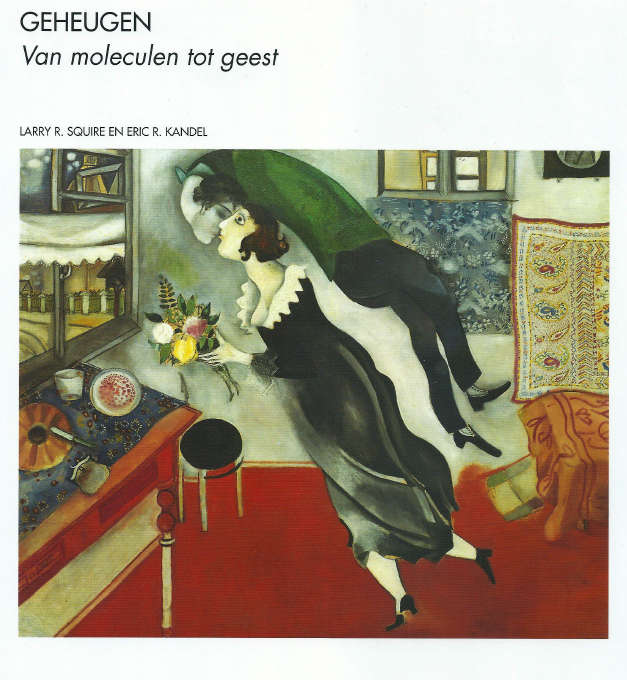 GEHEUGEN
Van moleculen tot geest
LARRY R. SQUIRE EN ERIC R. KANDEL